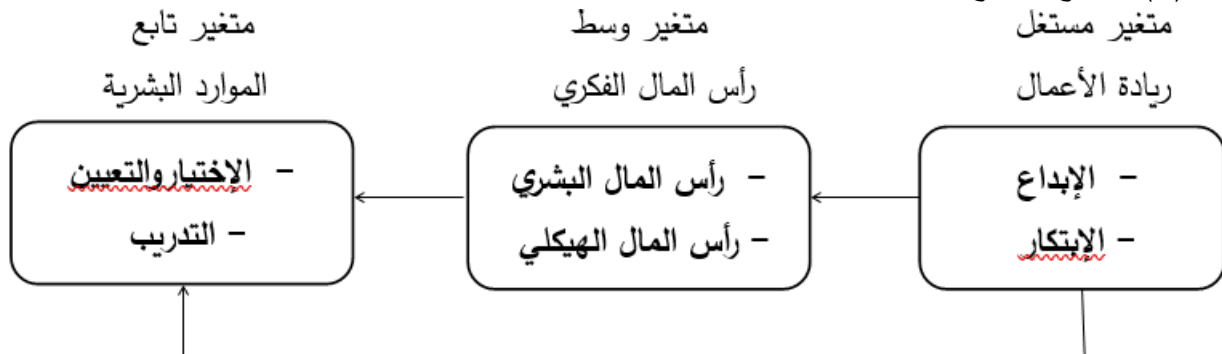 متغير مستغل
ريادة الأعمال
- الإبداع
- الإبتكار
متغير وسط
رأس المال الفكري
- رأس المال البشري
- رأس المال الهيكلي
متغير تابع
الموارد البشرية
- الإختياروالتعيين
- التدريب